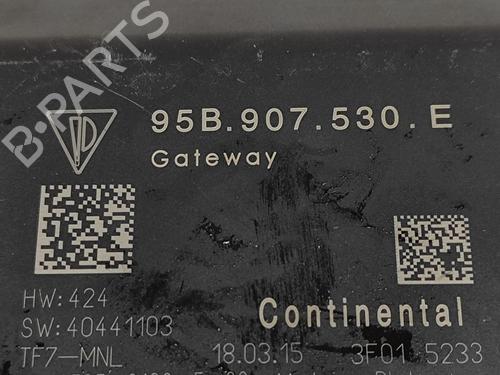 B-PARTS
95B.907.530.E
Gateway
HW:424
SW:40441103
Continental
TF7-MNL 18.03.15 3F01 5233